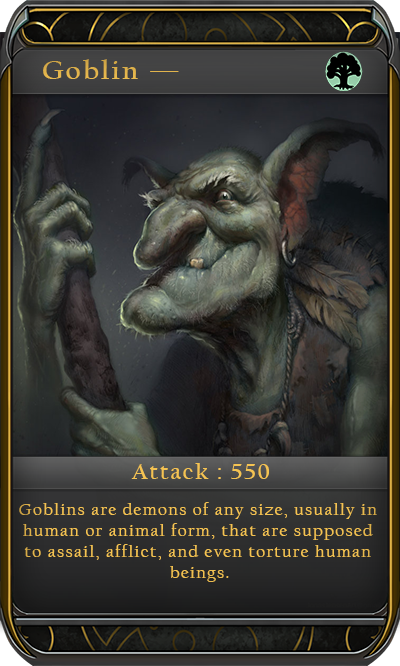 Goblin —
Attack : 550
Goblins are demons of any size, usually in
human or animal form, that are supposed
to assail, afflict, and even torture human
beings.